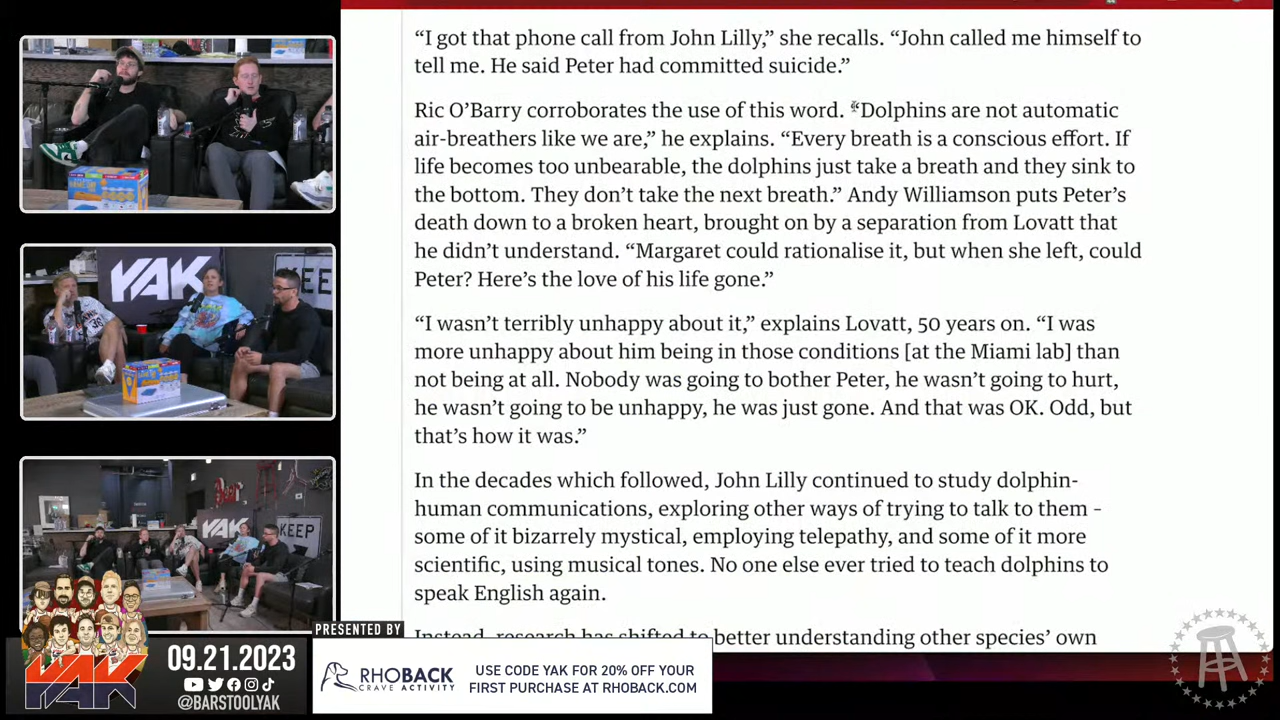 “I got that phone call from John Lilly,” she recalls. “John called me himself to
tell me. He said Peter had committed suicide.”
Ric O’Barry corroborates the use of this word. “Dolphins are not automatic
air-breathers like we are,” he explains. “Every breath is a conscious effort. If
life becomes too unbearable, the dolphins just take a breath and they sink to
the bottom. They don’t take the next breath.” Andy Williamson puts Peter’s
death down to a broken heart, brought on by a separation from Lovatt that
he didn’t understand. “Margaret could rationalise it, but when she left, could
Peter? Here’s the love of his life gone.”
“I wasn’t terribly unhappy about it,” explains Lovatt, 50 years on. “I was
more unhappy about him being in those conditions [at the Miami lab] than
not being at all. Nobody was going to bother Peter, he wasn’t going to hurt,
he wasn’t going to be unhappy, he was just gone. And that was OK. Odd, but
that’s how it was.”
In the decades which followed, John Lilly continued to study dolphin-
human communications, exploring other ways of trying to talk to them –
some of it bizarrely mystical, employing telepathy, and some of it more
scientific, using musical tones. No one else ever tried to teach dolphins to
speak English again.
Instead, research has shifted to better understanding other species’ own
YAK
KEEP
YAK
KEEP
YAK
09.21.2023
@BARSTOOLYAK
PRESENTED BY
RHOBACK
CRAVE ACTIVITY
USE CODE YAK FOR 20% OFF YOUR
FIRST PURCHASE AT RHOBACK.COM